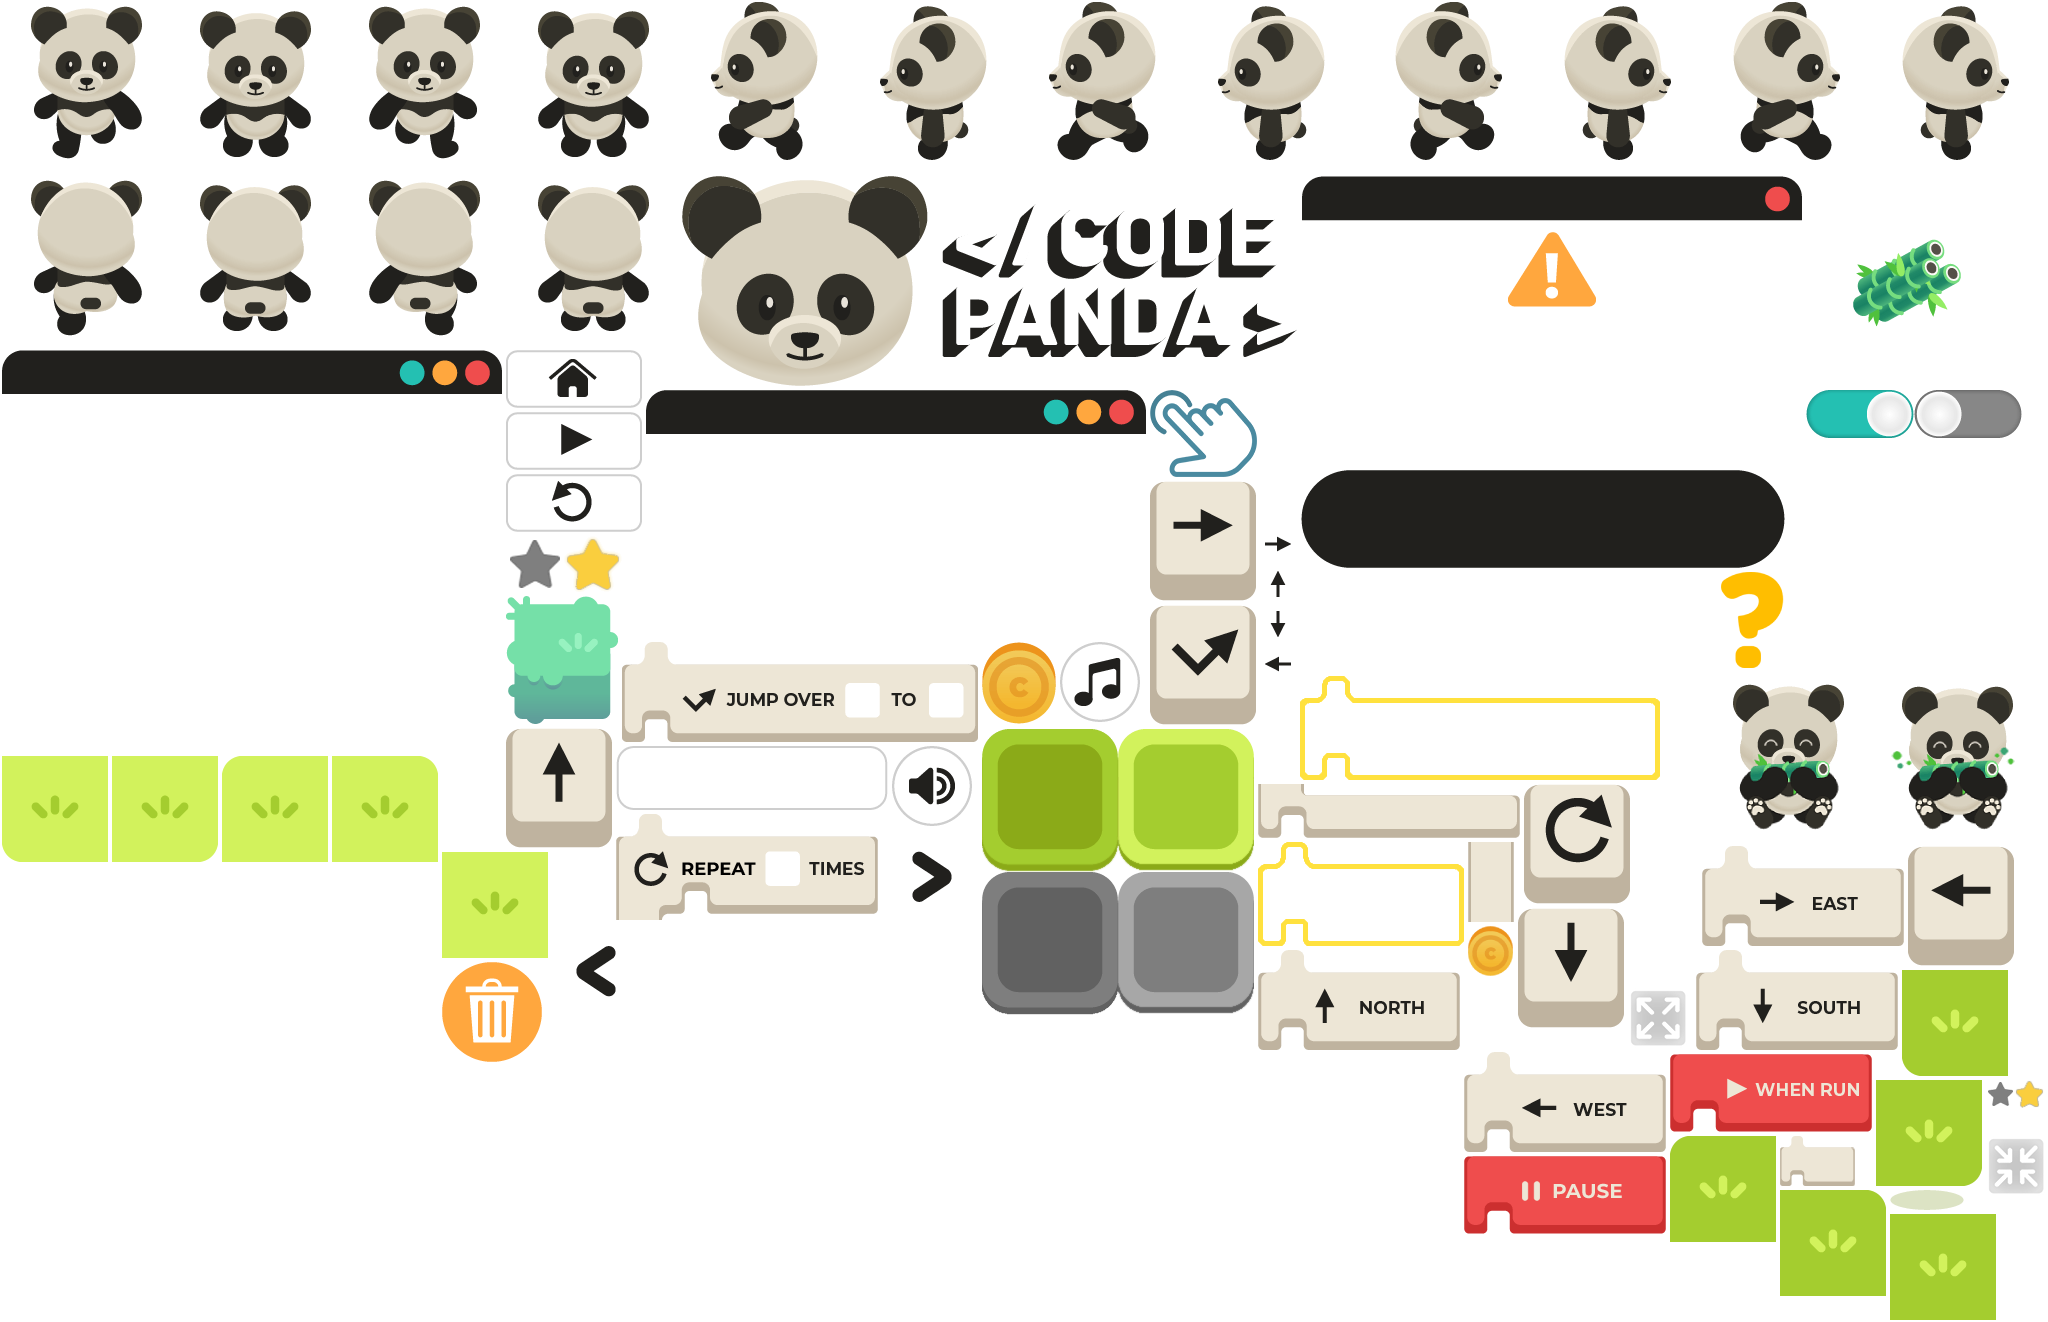 </ CODE
PANDA >
JUMP OVER TO
REPEAT TIMES
EAST
NORTH
SOUTH
WEST
WHEN RUN
PAUSE